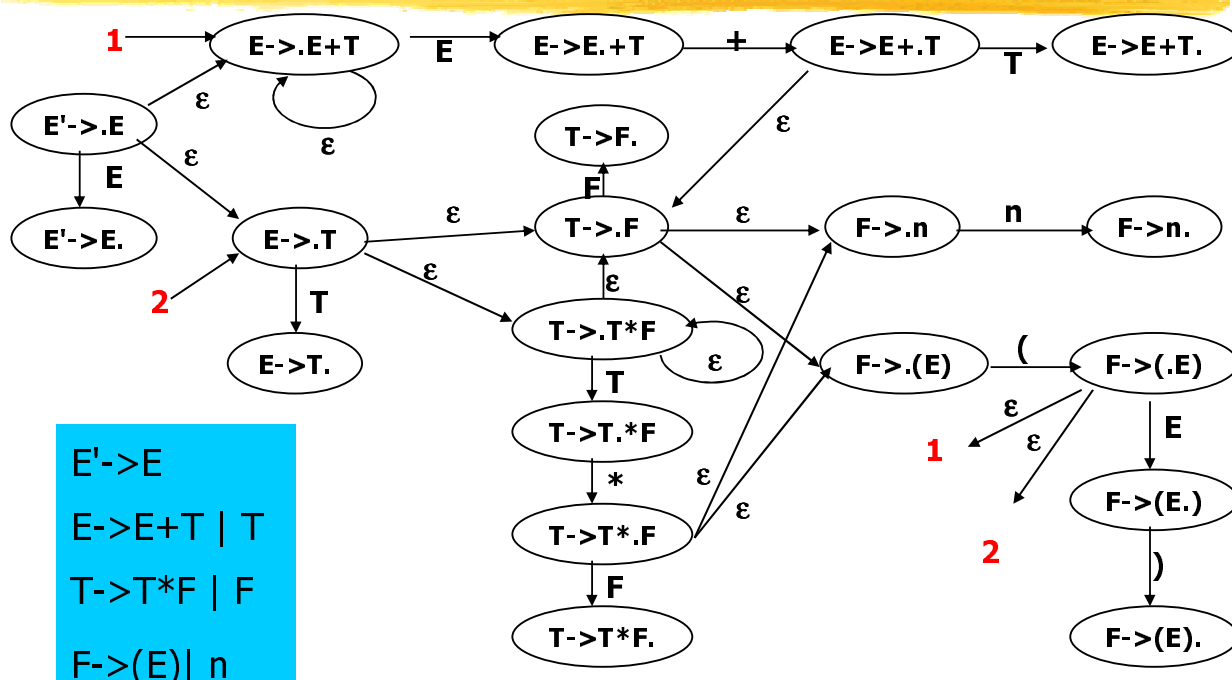 1
E->.E+T
E
E->E.+T
+
E->E+.T
T
E->E+T.
ε
ε
E'->.E
ε
E
E'->E.
T->F.
F
ε
E->.T
ε
T->.F
ε
F->.n
n
F->n.
2
T
ε
ε
ε
E->T.
T->.T*F
ε
F->.(E)
(
F->(.E)
T
T->T.*F
*
ε
ε
T->T*.F
F
T->T*F.
ε
ε
1
2
E
F->(E.)
)
F->(E).
E'->E
E->E+T | T
T->T*F | F
F->(E)| n